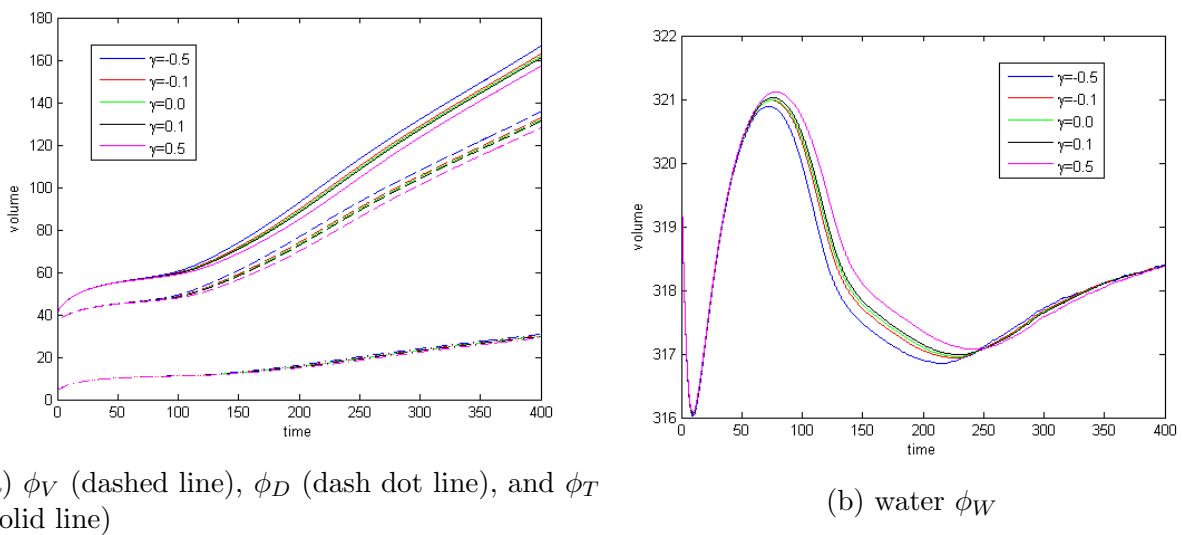 180
160
140
120
100
80
60
40
20
0
volume
γ=-0.5
γ=-0.1
γ=0.0
γ=0.1
γ=0.5
0 50 100 150 200 250 300 350 400
time
322
321
320
319
318
317
316
volume
γ=-0.5
γ=-0.1
γ=0.0
γ=0.1
γ=0.5
0 50 100 150 200 250 300 350 400
time
) ϕ_V (dashed line), ϕ_D (dash dot line), and ϕ_T
olid line)
(b) water ϕ_W